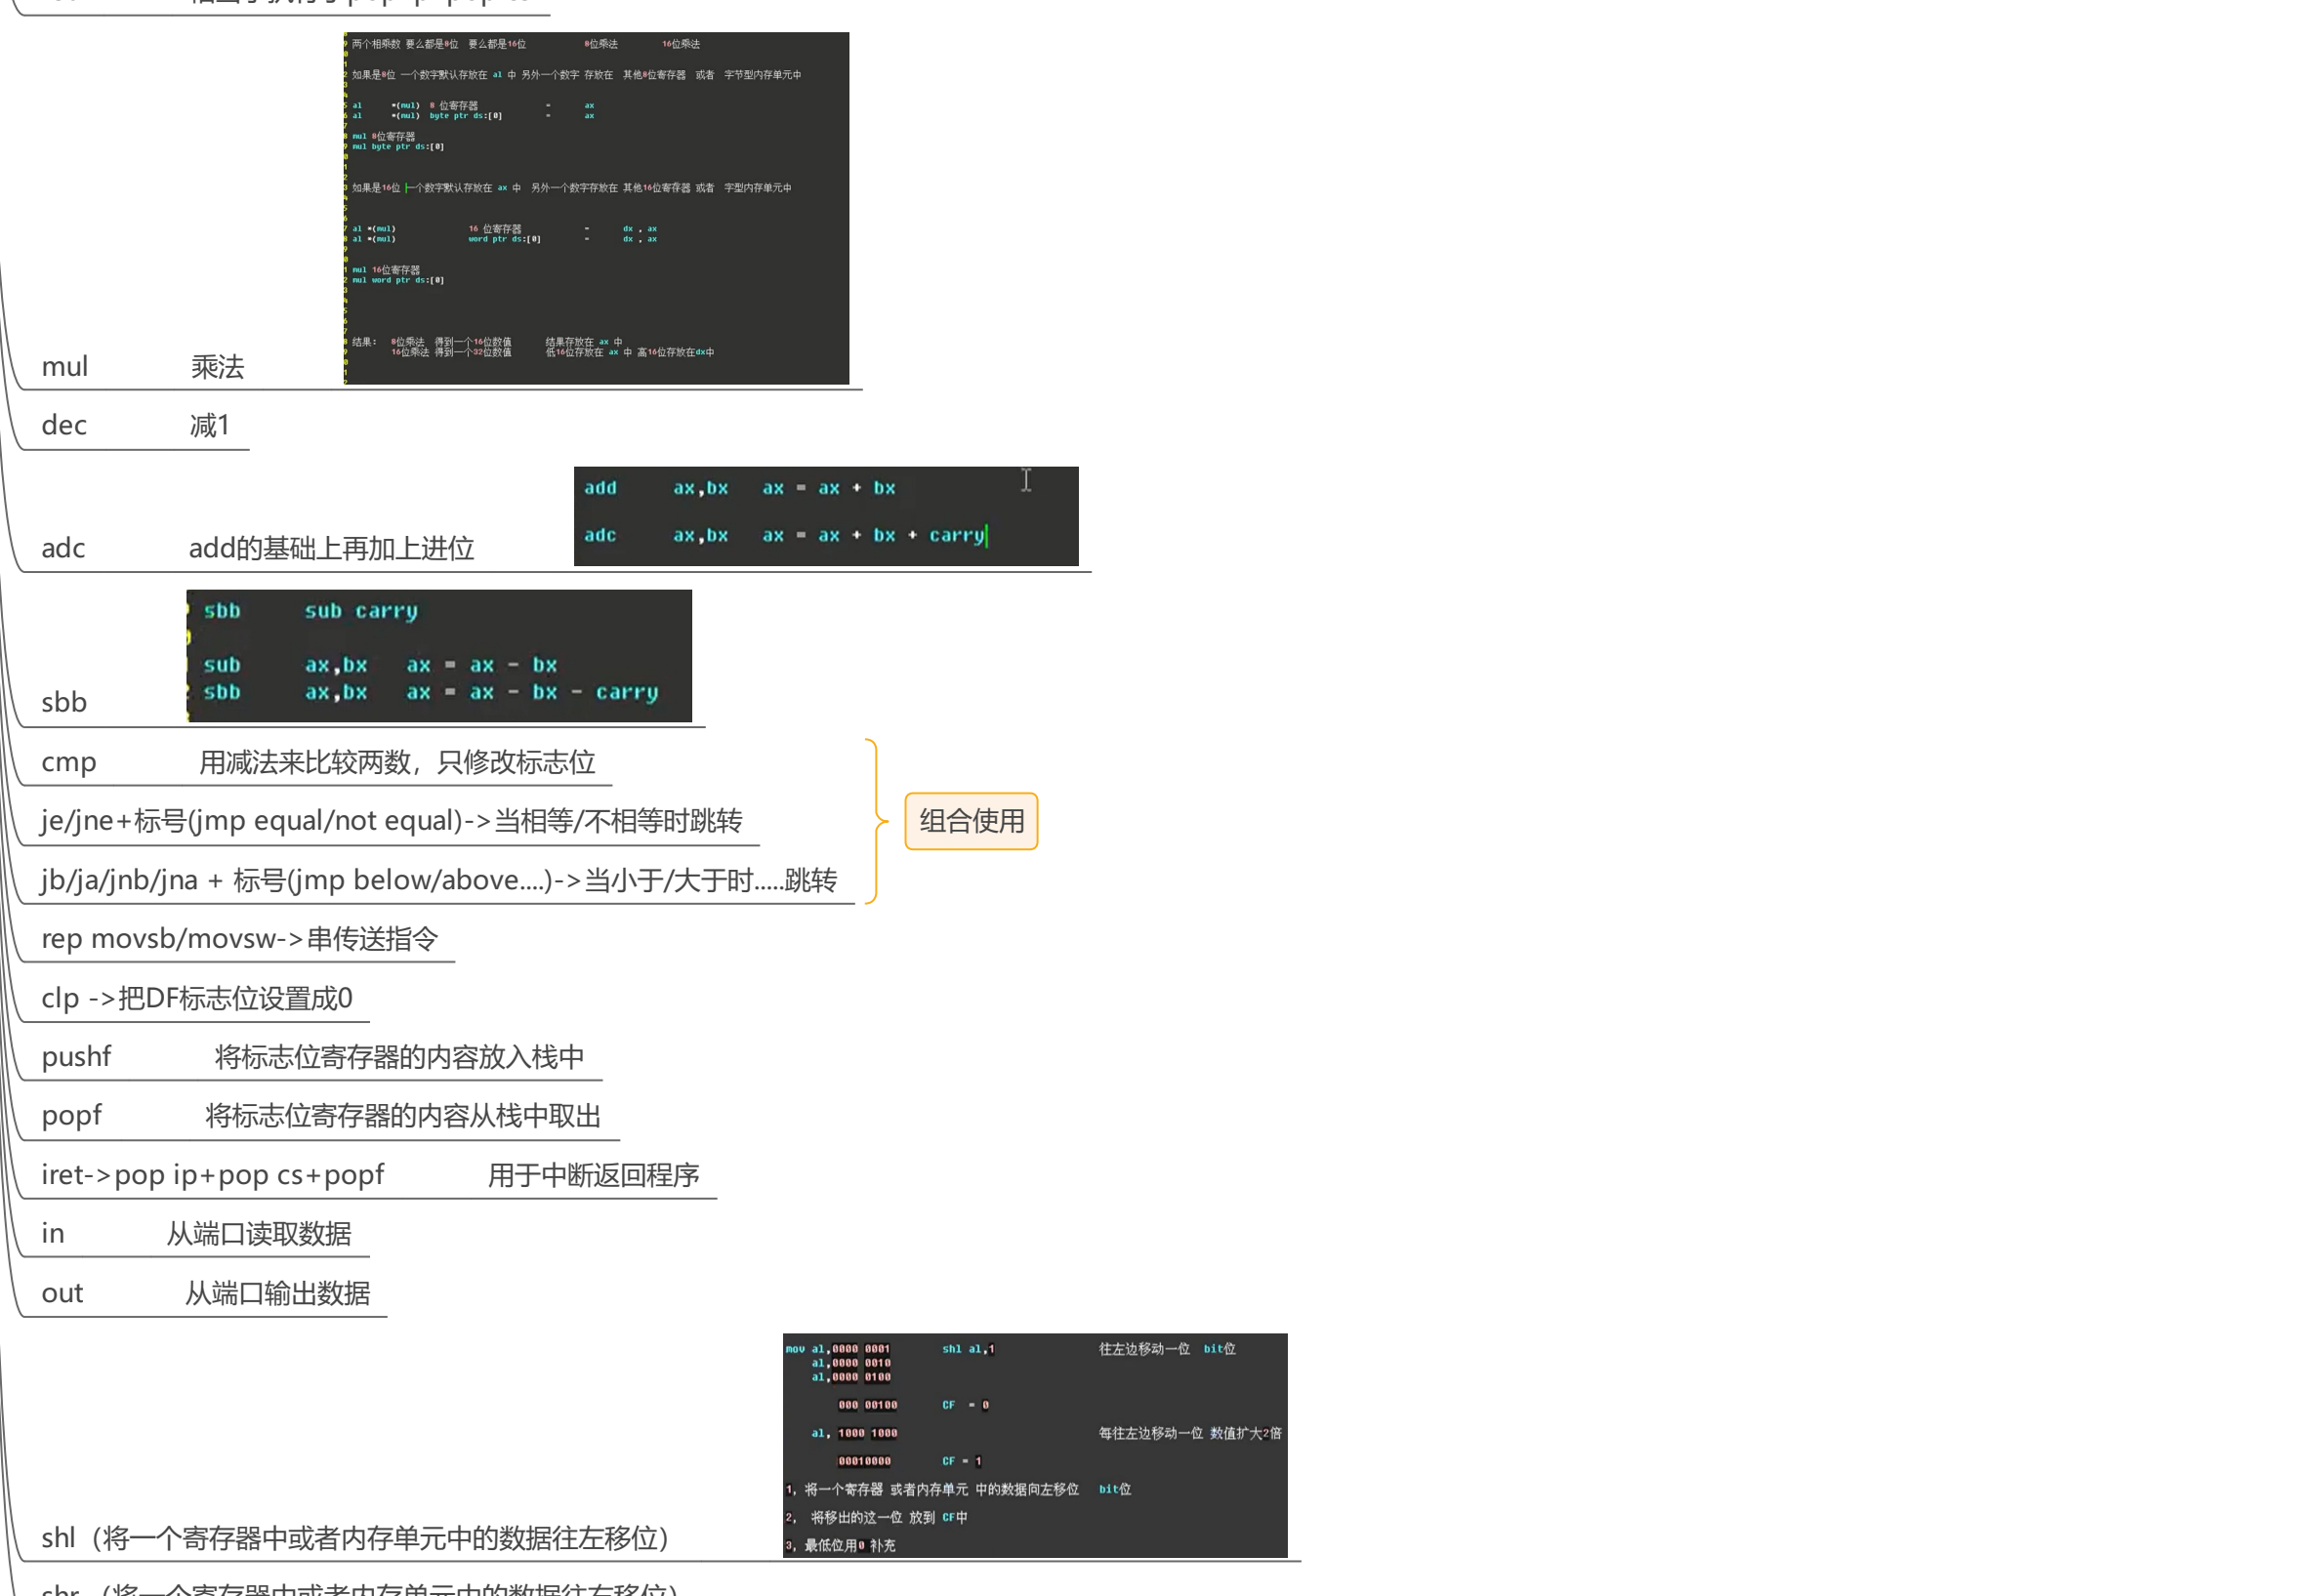 两个相乘数 要么都是8位 要么都是16位 8位乘法 16位乘法
如果是8位 一个数字默认存放在 al 中 另外一个数字 存放在 其他8位寄存器 或者 字节型内存单元中
al *(mul) 8 位寄存器 = ax
al *(mul) byte ptr ds:[0] = ax
mul 8位寄存器
mul byte ptr ds:[0]
如果是16位 一个数字默认存放在 ax 中 另外一个数字存放在 其他16位寄存器 或者 字型内存单元中
al *(mul) 16 位寄存器 = dx , ax
al *(mul) word ptr ds:[0] = dx , ax
mul 16位寄存器
mul word ptr ds:[0]
结果: 8位乘法 得到一个16位数值 结果存放在 ax 中
16位乘法 得到一个32位数值 低16位存放在 ax 中 高16位存放在dx中
mul 乘法
dec 减1
add ax,bx ax = ax + bx
adc ax,bx ax = ax + bx + carry
adc add的基础上再加上进位
sbb sub carry
sub ax,bx ax = ax - bx
sbb ax,bx ax = ax - bx - carry
sbb
cmp 用减法来比较两数，只修改标志位
je/jne+标号(jmp equal/not equal)->当相等/不相等时跳转
组合使用
jb/ja/jnb/jna + 标号(jmp below/above....)->当小于/大于时.....跳转
rep movsb/movsw->串传送指令
clp ->把DF标志位设置成0
pushf 将标志位寄存器的内容放入栈中
popf 将标志位寄存器的内容从栈中取出
iret->pop ip+pop cs+popf 用于中断返回程序
in 从端口读取数据
out 从端口输出数据
mov al,0000 0001 shl al,1 往左边移动一位 bit位
al,0000 0010
al,0000 0100
000 00100 CF = 0
al, 1000 1000 每往左边移动一位 数值扩大2倍
00010000 CF = 1
1, 将一个寄存器 或者内存单元 中的数据向左移位 bit位
2, 将移出的这一位 放到 CF中
3, 最低位用0 补充
shl（将一个寄存器中或者内存单元中的数据往左移位）
shr（将一个寄存器中或者内存单元中的数据往右移位）